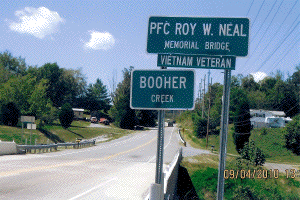 PFC ROY W. NEAL
MEMORIAL BRIDGE
VIETNAM VETERAN
BOOHER
CREEK
09/04/2010